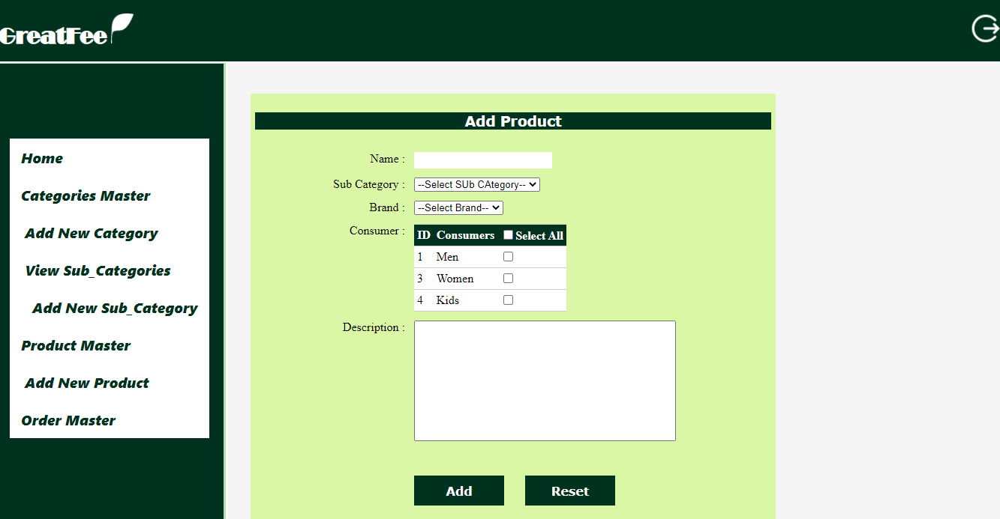 GreatFee
Home
Categories Master
Add New Category
View Sub_Categories
Add New Sub_Category
Product Master
Add New Product
Order Master
Add Product
Name :
Sub Category : --Select SUb CAtegory--
Brand : --Select Brand--
Consumer :
ID Consumers Select All
1 Men
3 Women
4 Kids
Description :
Add Reset